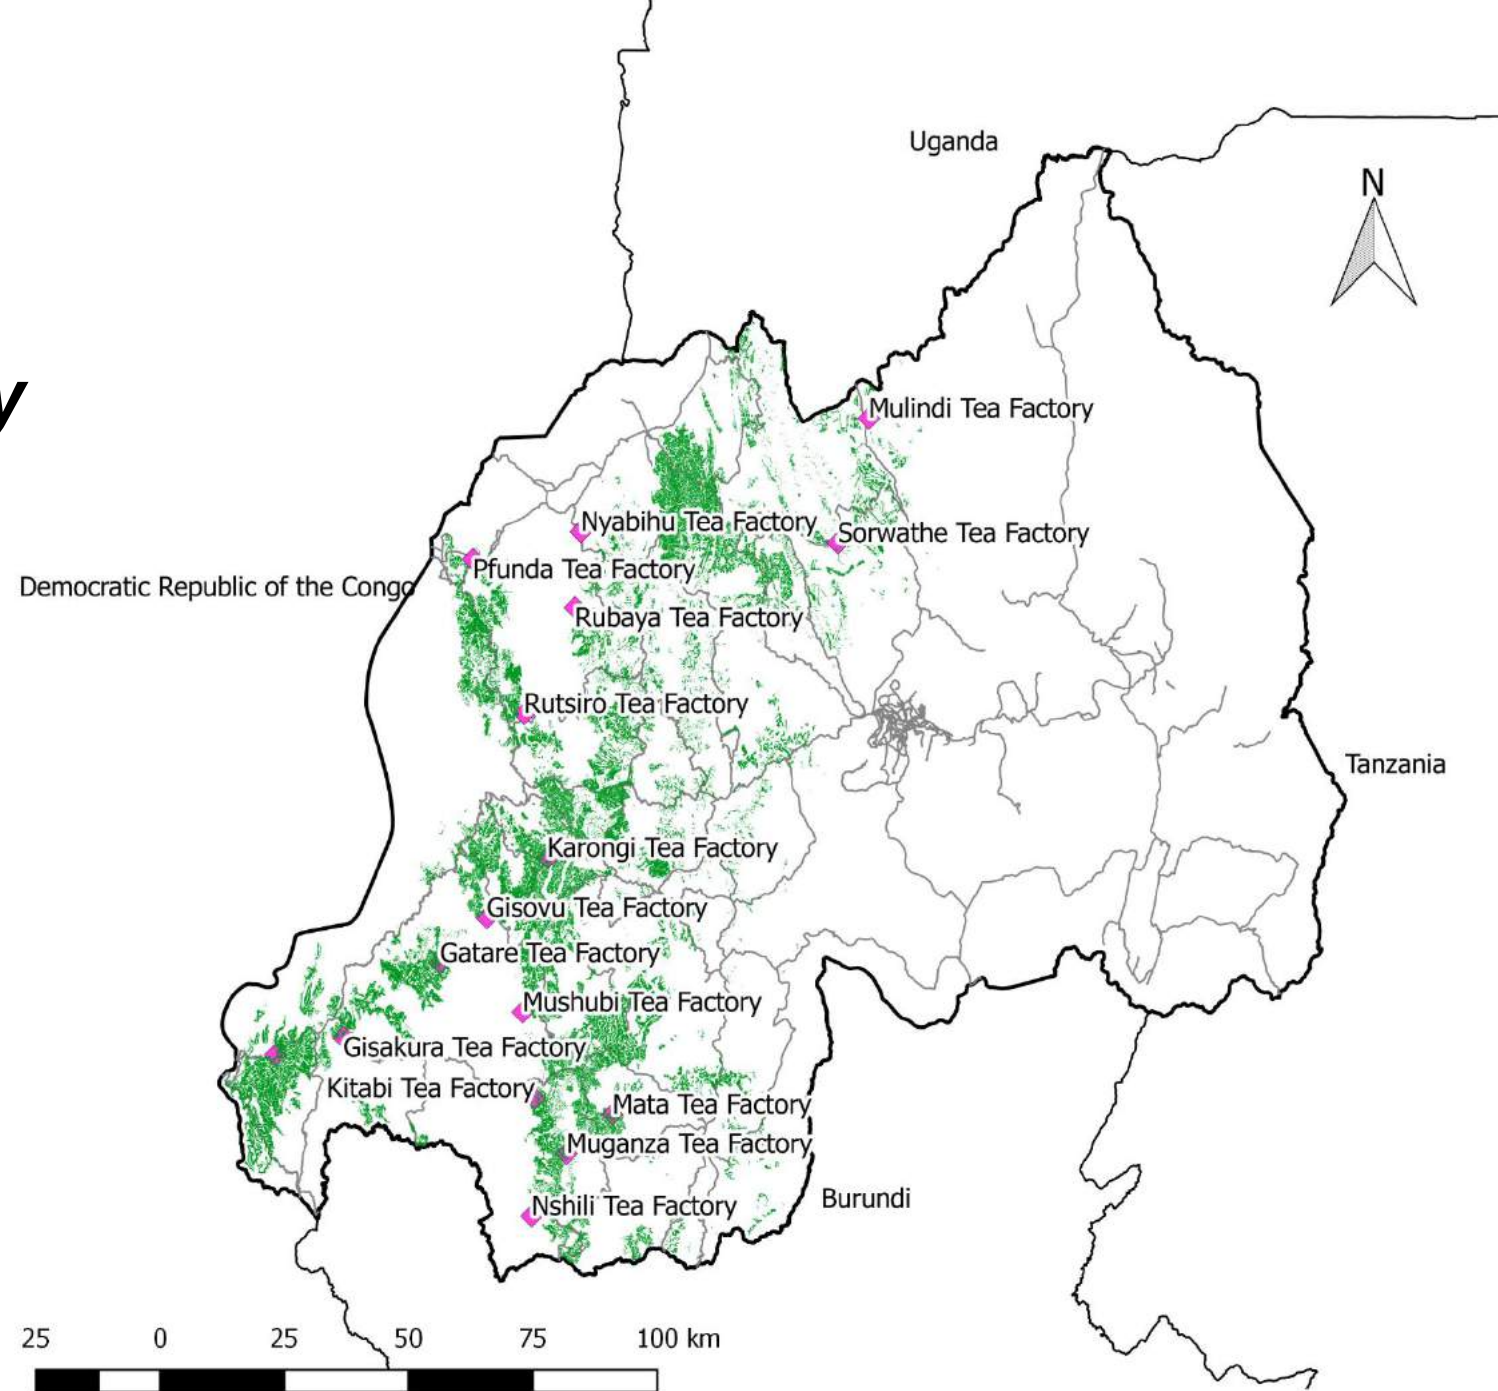 Uganda
N
y
Mulindi Tea Factory
Nyabihu Tea Factory
Sorwathe Tea Factory
Pfunda Tea Factory
Democratic Republic of the Congo
Rubaya Tea Factory
Rutsiro Tea Factory
Tanzania
Karongi Tea Factory
Gisovu Tea Factory
Gatare Tea Factory
Mushubi Tea Factory
Gisakura Tea Factory
Kitabi Tea Factory
Mata Tea Factory
Muganza Tea Factory
Burundi
Nshili Tea Factory
25 0 25 50 75 100 km